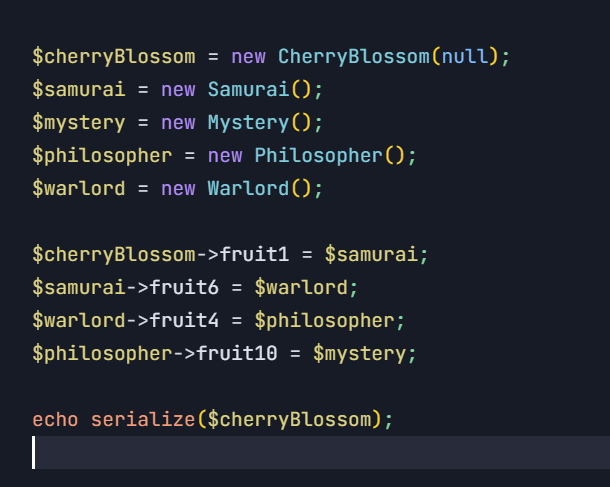 $cherryBlossom = new CherryBlossom(null);
$samurai = new Samurai();
$mystery = new Mystery();
$philosopher = new Philosopher();
$warlord = new Warlord();
$cherryBlossom->fruit1 = $samurai;
$samurai->fruit6 = $warlord;
$warlord->fruit4 = $philosopher;
$philosopher->fruit10 = $mystery;
echo serialize($cherryBlossom);